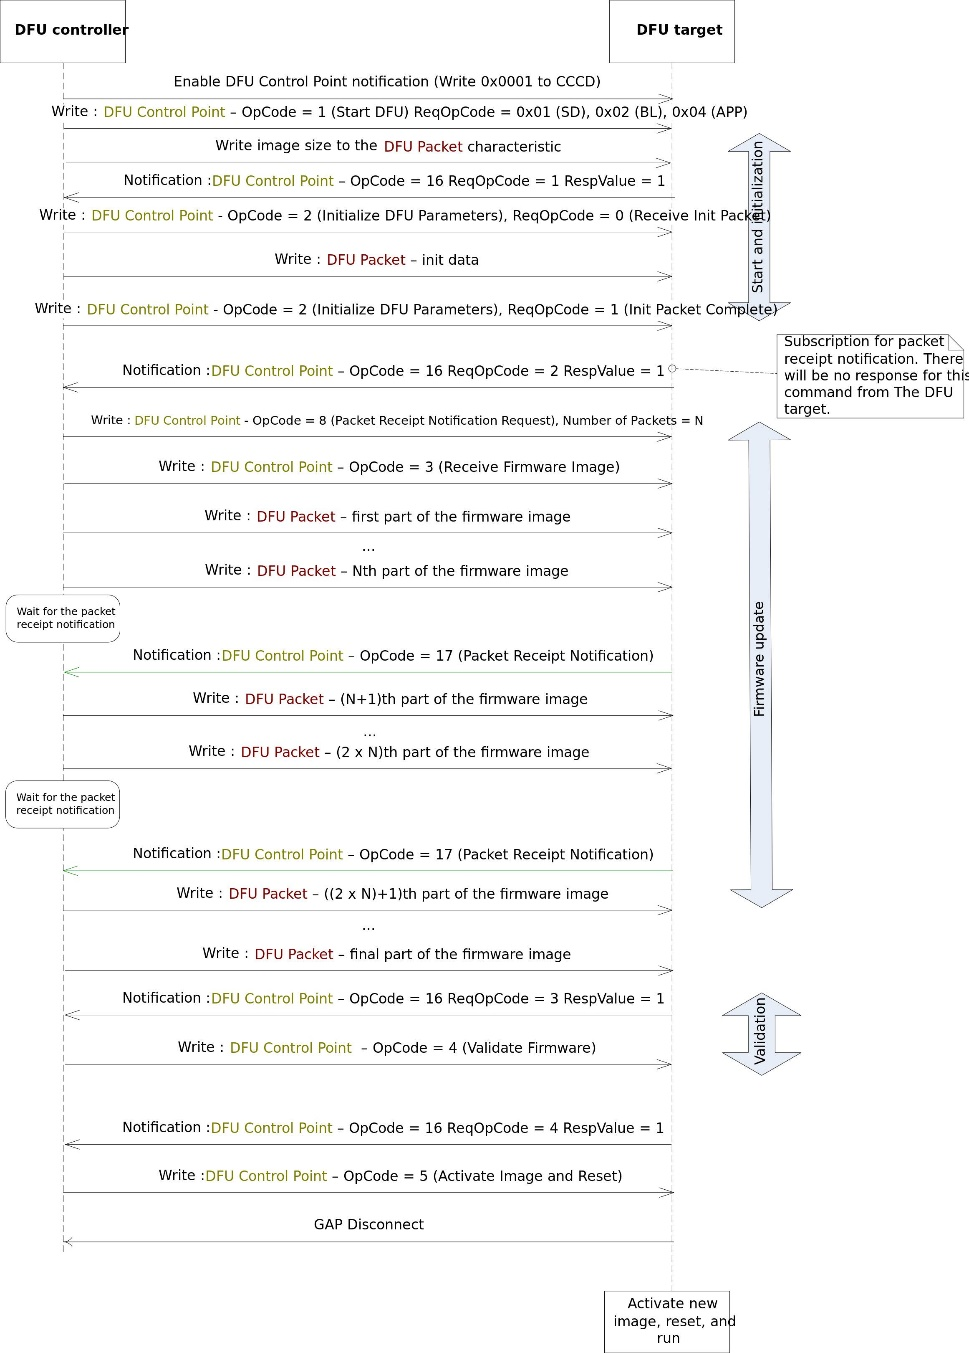 DFU controller
DFU target
Enable DFU Control Point notification (Write 0x0001 to CCCD)
Write : DFU Control Point – OpCode = 1 (Start DFU) ReqOpCode = 0x01 (SD), 0x02 (BL), 0x04 (APP)
Write image size to the DFU Packet characteristic
Notification :DFU Control Point – OpCode = 16 ReqOpCode = 1 RespValue = 1
Write : DFU Control Point - OpCode = 2 (Initialize DFU Parameters), ReqOpCode = 0 (Receive Init Packet)
Write : DFU Packet – init data
Write : DFU Control Point - OpCode = 2 (Initialize DFU Parameters), ReqOpCode = 1 (Init Packet Complete)
Start and initialization
Notification :DFU Control Point – OpCode = 16 ReqOpCode = 2 RespValue = 1
Subscription for packet
receipt notification. There
will be no response for this
command from The DFU
target.
Write : DFU Control Point - OpCode = 8 (Packet Receipt Notification Request), Number of Packets = N
Write : DFU Control Point – OpCode = 3 (Receive Firmware Image)
Write : DFU Packet – first part of the firmware image
...
Write : DFU Packet – Nth part of the firmware image
Wait for the packet
receipt notification
Notification :DFU Control Point – OpCode = 17 (Packet Receipt Notification)
Firmware update
Write : DFU Packet – (N+1)th part of the firmware image
...
Write : DFU Packet – (2 x N)th part of the firmware image
Wait for the packet
receipt notification
Notification :DFU Control Point – OpCode = 17 (Packet Receipt Notification)
Write : DFU Packet – ((2 x N)+1)th part of the firmware image
...
Write : DFU Packet – final part of the firmware image
Notification :DFU Control Point – OpCode = 16 ReqOpCode = 3 RespValue = 1
Validation
Write : DFU Control Point – OpCode = 4 (Validate Firmware)
Notification :DFU Control Point – OpCode = 16 ReqOpCode = 4 RespValue = 1
Write :DFU Control Point – OpCode = 5 (Activate Image and Reset)
GAP Disconnect
Activate new
image, reset, and
run